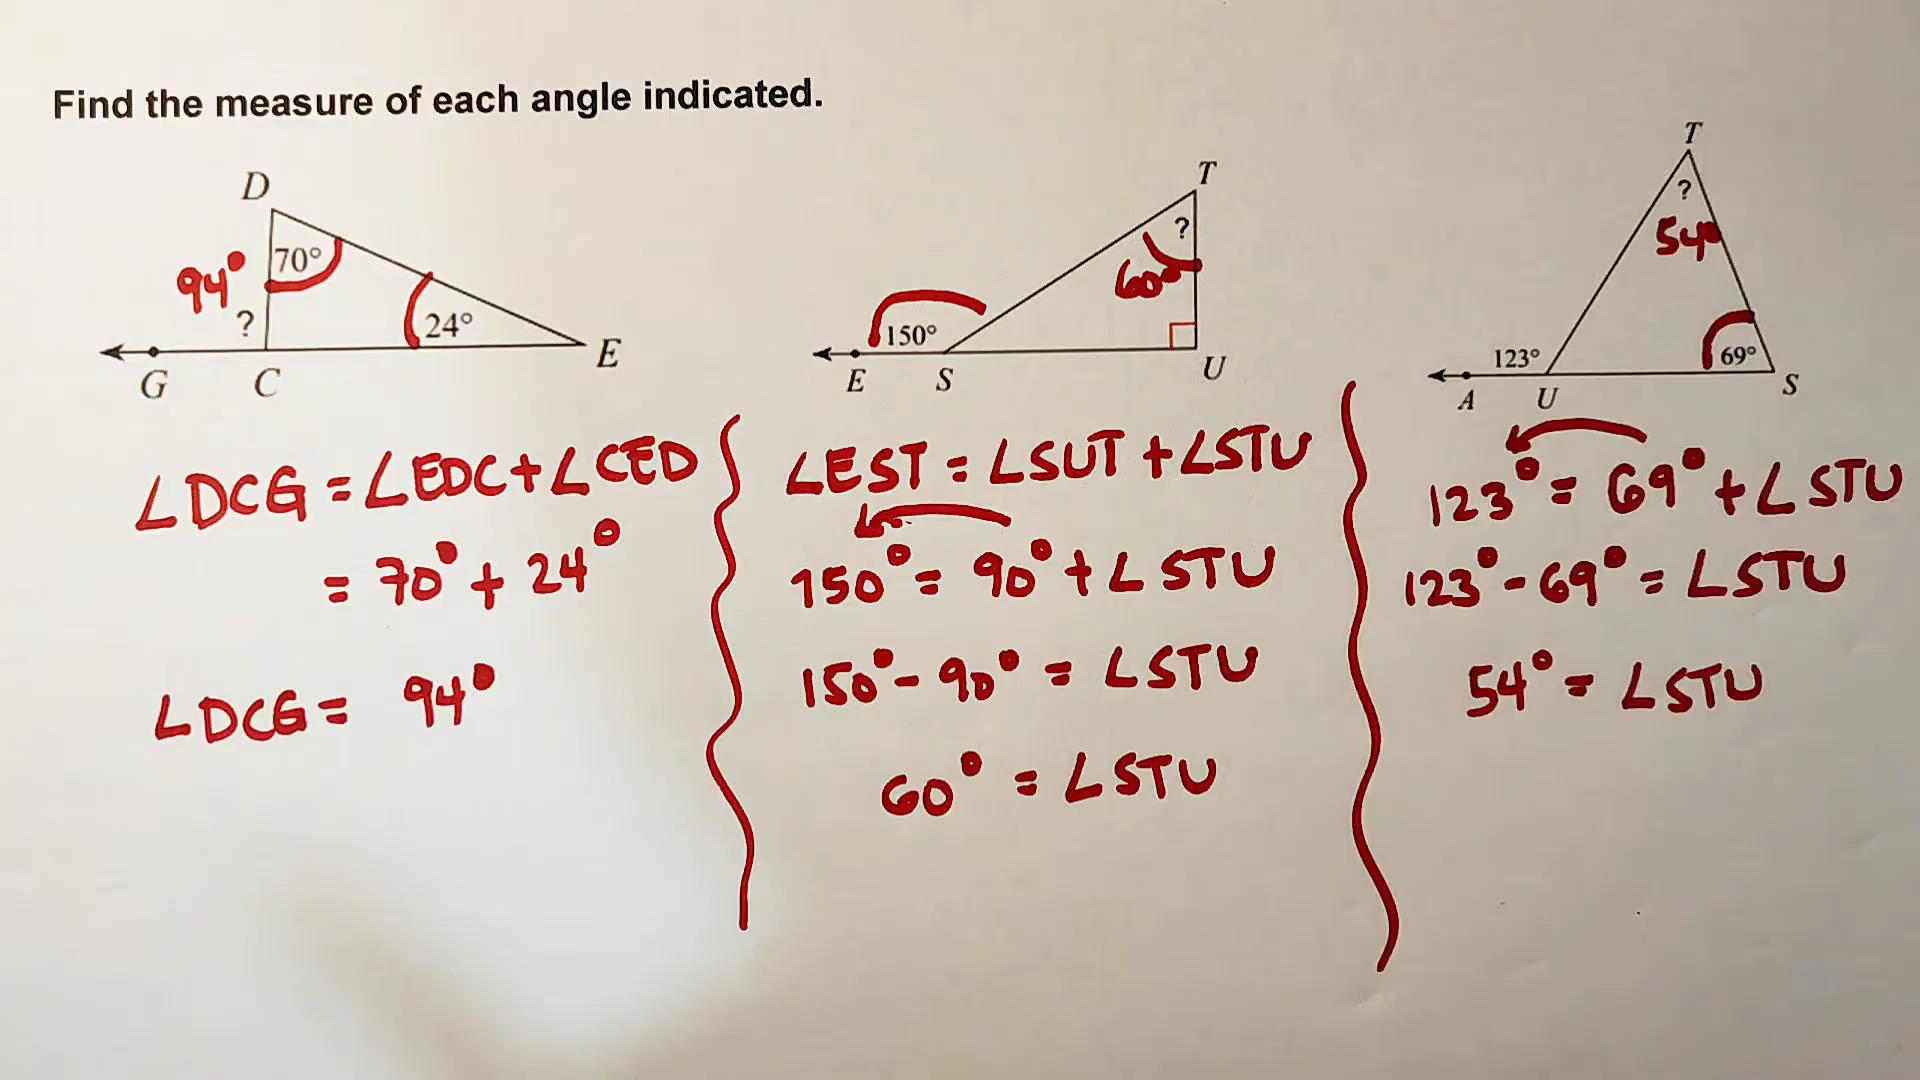 Find the measure of each angle indicated.
D
70°
94°
?
24°
G
C
E
∠DCG = ∠EDC + ∠CED
= 70° + 24°
∠DCG = 94°
T
?
60°
150°
E
S
U
∠EST = ∠SUT + ∠STU
150° = 90° + ∠STU
150° - 90° = ∠STU
60° = ∠STU
T
?
54°
123°
69°
A
U
S
123° = 69° + ∠STU
123° - 69° = ∠STU
54° = ∠STU